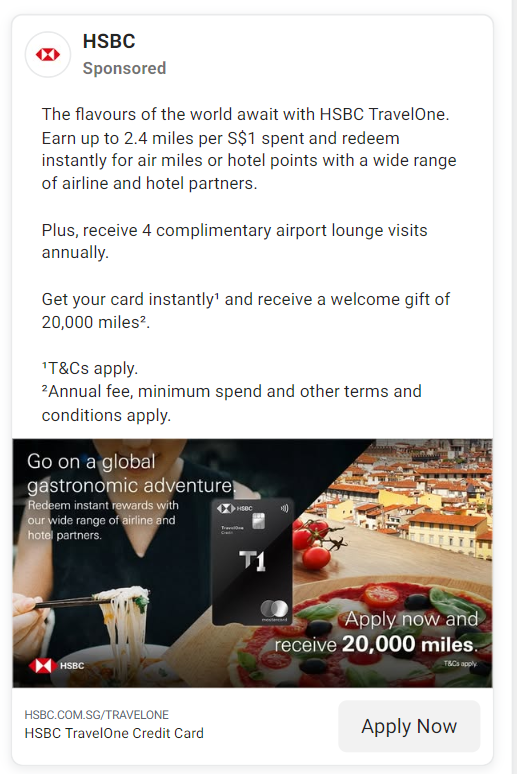 HSBC
Sponsored
The flavours of the world await with HSBC TravelOne.
Earn up to 2.4 miles per S$1 spent and redeem
instantly for air miles or hotel points with a wide range
of airline and hotel partners.
Plus, receive 4 complimentary airport lounge visits
annually.
Get your card instantly¹ and receive a welcome gift of
20,000 miles².
¹T&Cs apply.
²Annual fee, minimum spend and other terms and
conditions apply.
Go on a global
gastronomic adventure.
Redeem instant rewards with
our wide range of airline and
hotel partners.
HSBC
TravelOne
Credit
T1
mastercard
Apply now and
receive 20,000 miles.
T&Cs apply.
HSBC
HSBC.COM.SG/TRAVELONE
HSBC TravelOne Credit Card
Apply Now